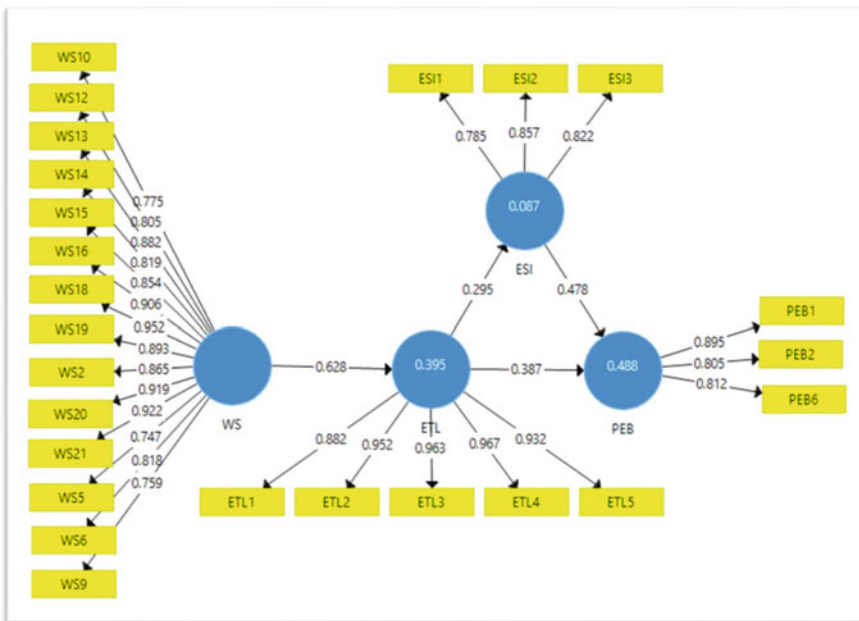 WS10
WS12
WS13
WS14
WS15
WS16
WS18
WS19
WS2
WS20
WS21
WS5
WS6
WS9
0.775
0.805
0.882
0.819
0.854
0.906
0.952
0.893
0.865
0.919
0.922
0.747
0.818
0.759
WS
0.628
ESI1 ESI2 ESI3
0.785 0.857 0.822
0.087
ESI
0.295 0.478
0.395
ETL
0.387
0.488
PEB
0.895
0.805
0.812
PEB1
PEB2
PEB6
0.882 0.952 0.963 0.967 0.932
ETL1 ETL2 ETL3 ETL4 ETL5